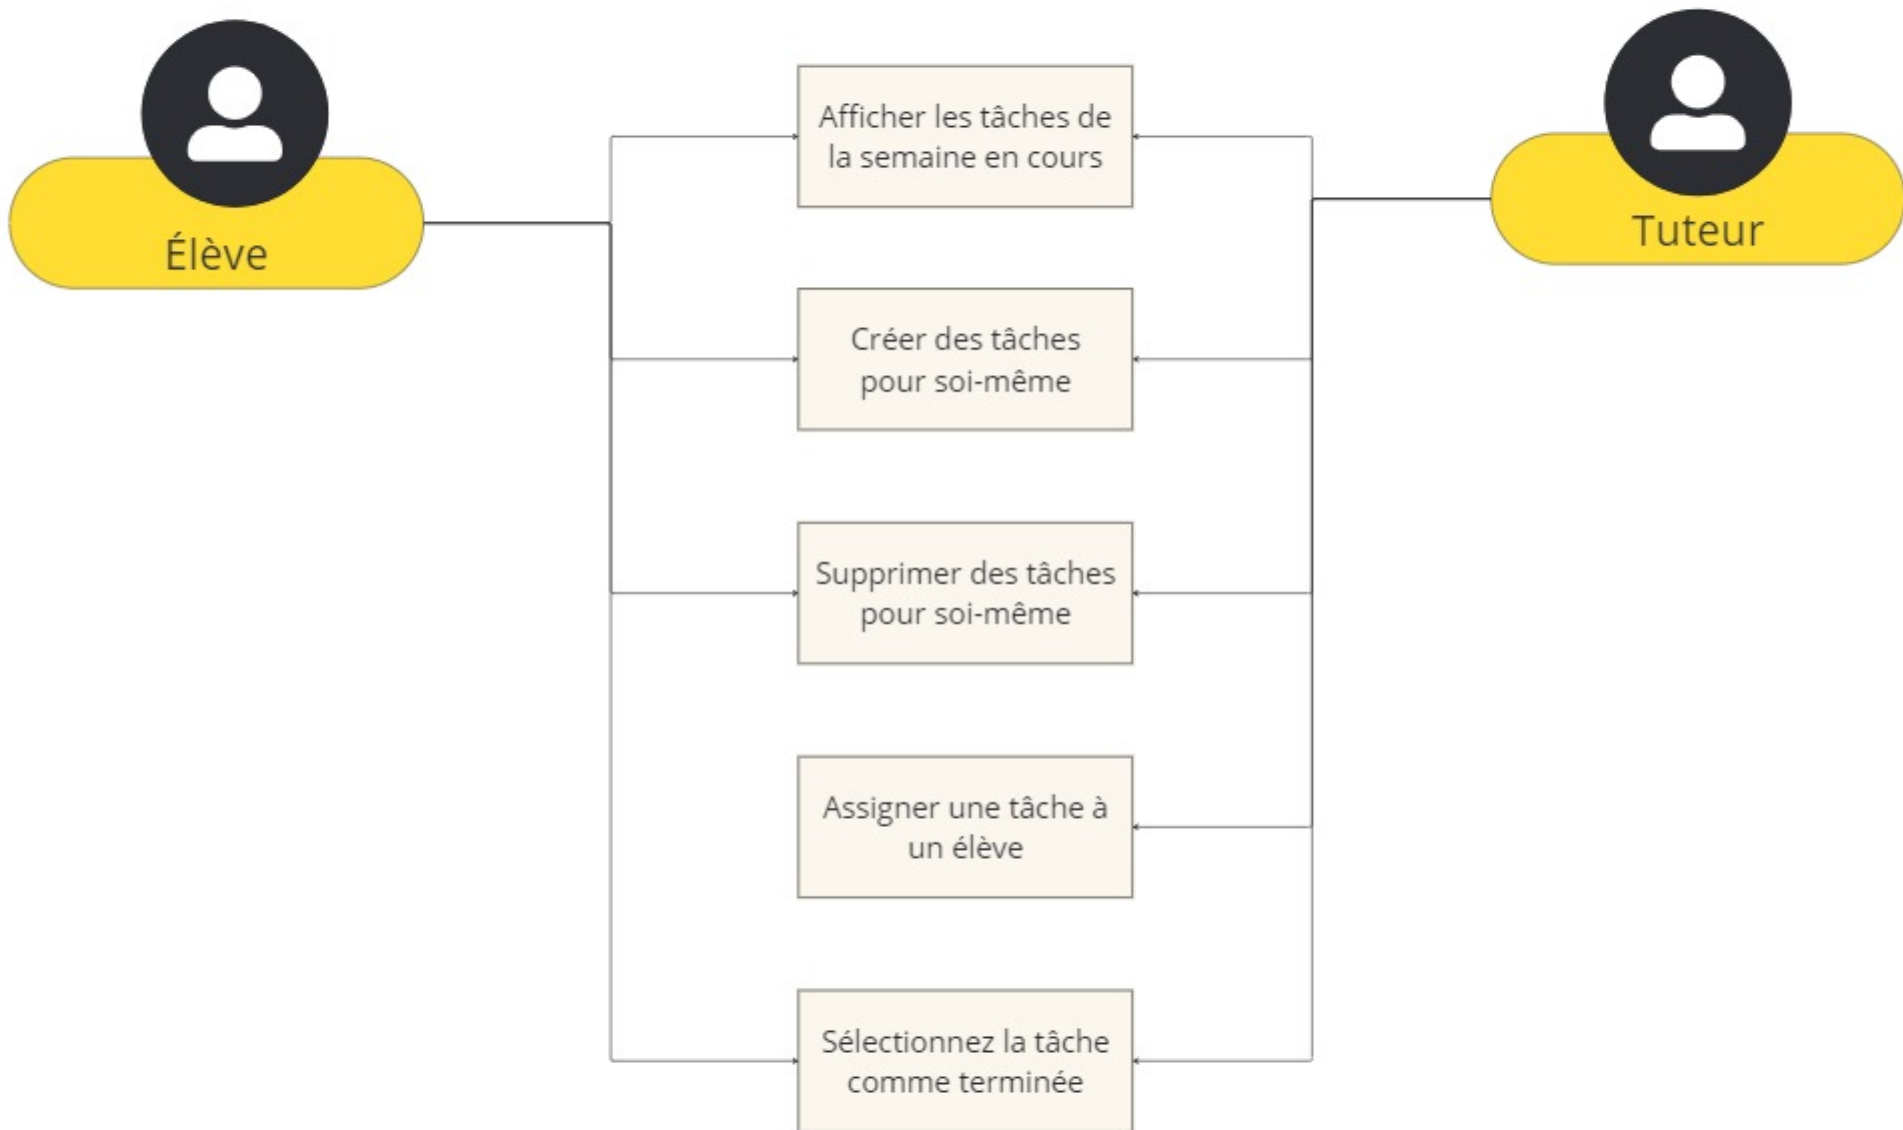 Élève
Tuteur
Afficher les tâches de
la semaine en cours
Créer des tâches
pour soi-même
Supprimer des tâches
pour soi-même
Assigner une tâche à
un élève
Sélectionnez la tâche
comme terminée